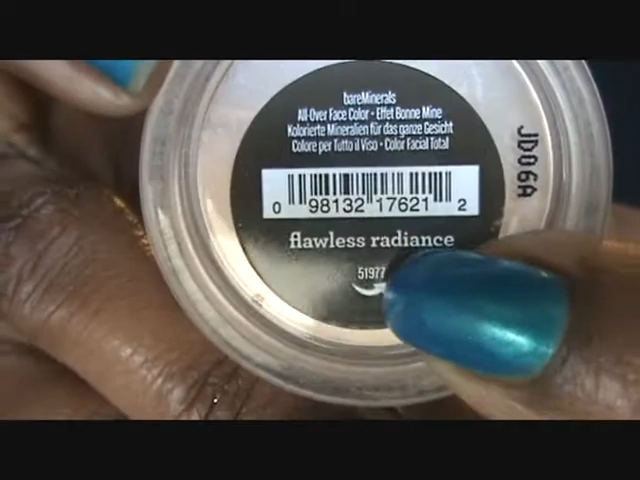 bareMinerals
All-Over Face Color • Effet Bonne Mine
Kolorierte Mineralien für das ganze Gesicht
Colore per Tutto il Viso • Color Facial Total
0 98132 17621 2
flawless radiance
51977
JD06A